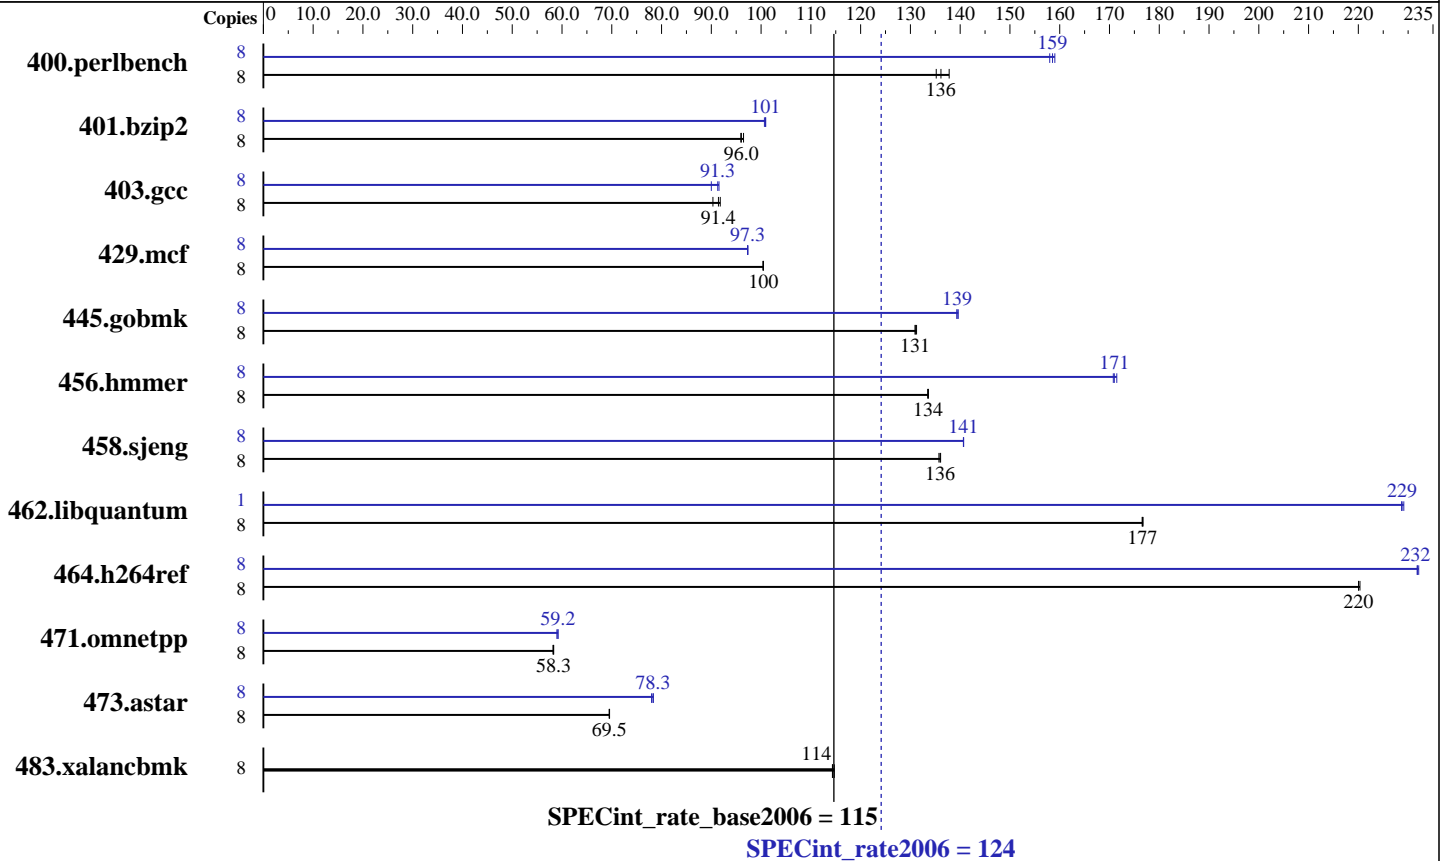 Copies 0 10.0 20.0 30.0 40.0 50.0 60.0 70.0 80.0 90.0 100 110 120 130 140 150 160 170 180 190 200 210 220 235
400.perlbench 8 159
8 136
401.bzip2 8 101
8 96.0
403.gcc 8 91.3
8 91.4
429.mcf 8 97.3
8 100
445.gobmk 8 139
8 131
456.hmmer 8 171
8 134
458.sjeng 8 141
8 136
462.libquantum 1 229
8 177
464.h264ref 8 232
8 220
471.omnetpp 8 59.2
8 58.3
473.astar 8 78.3
8 69.5
483.xalancbmk 8 114
SPECint_rate_base2006 = 115
SPECint_rate2006 = 124